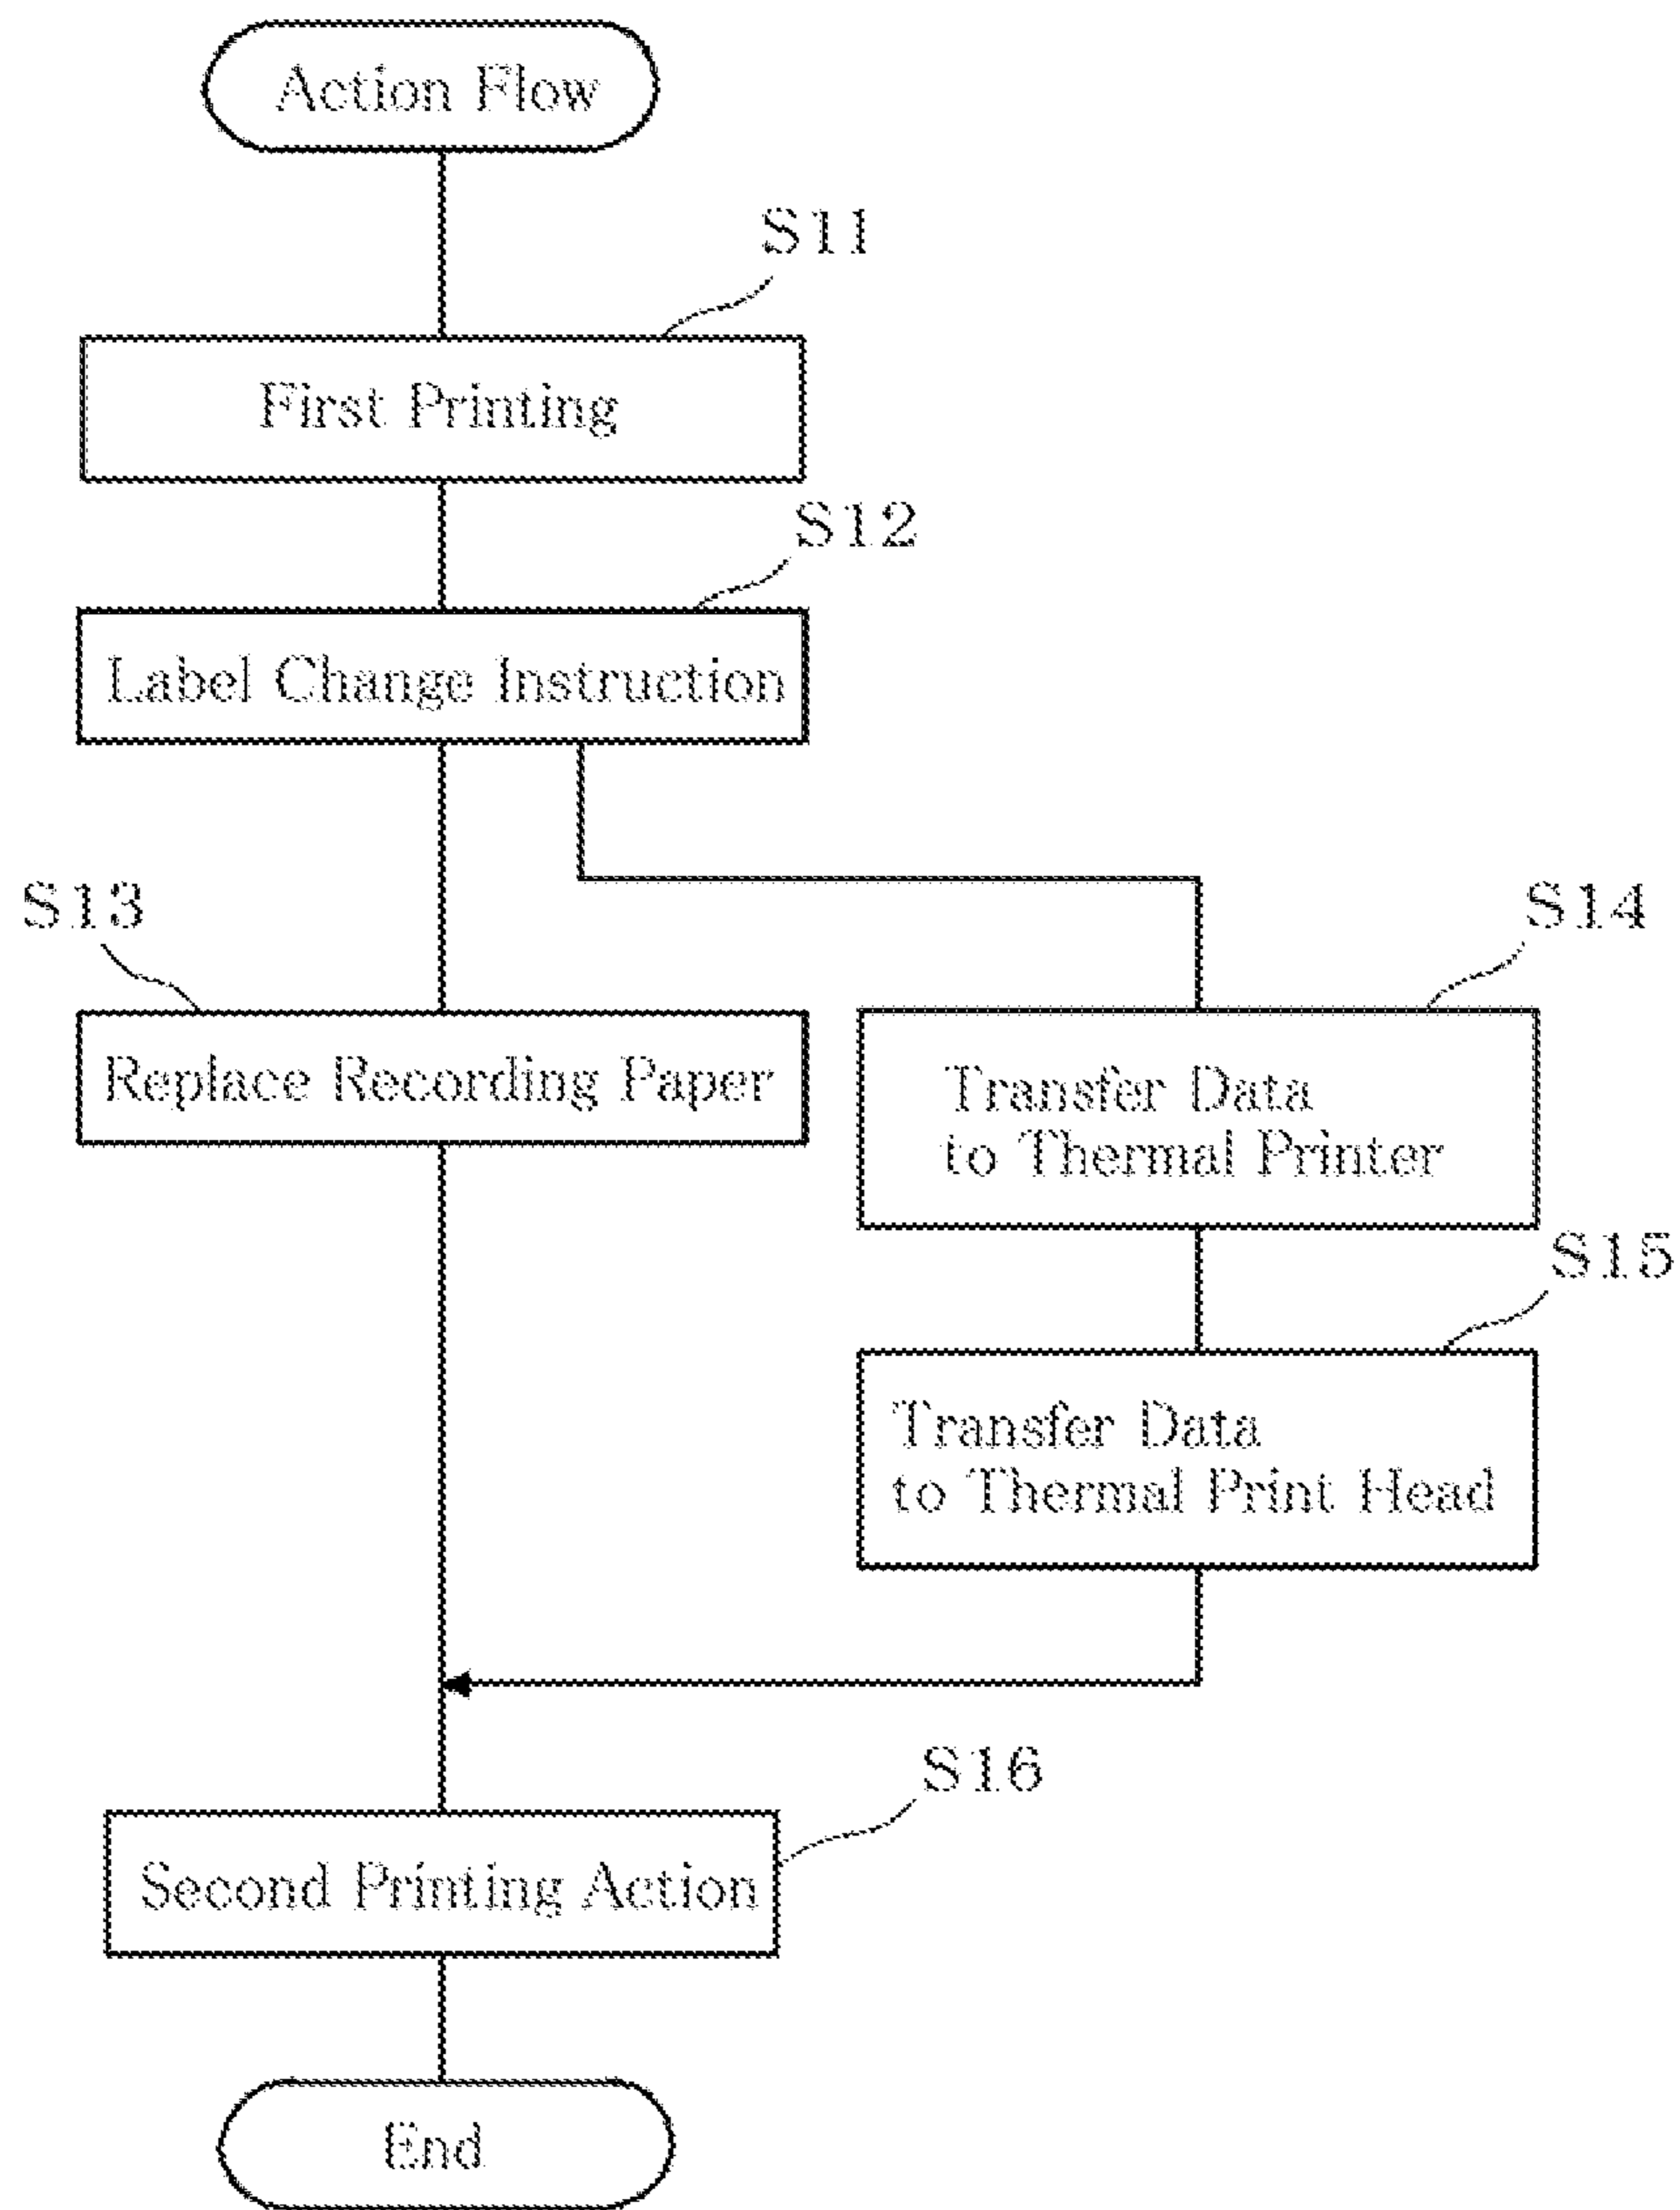 Action Flow
S11
First Printing
S12
Label Change Instruction
S13
Replace Recording Paper
S14
Transfer Data
to Thermal Printer
S15
Transfer Data
to Thermal Print Head
S16
Second Printing Action
End